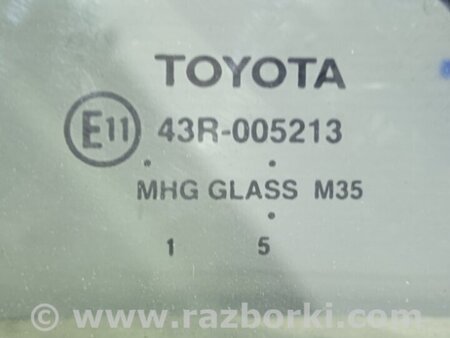 TOYOTA
E11 43R-005213
MHG GLASS M35
1 5
© www.razborki.com